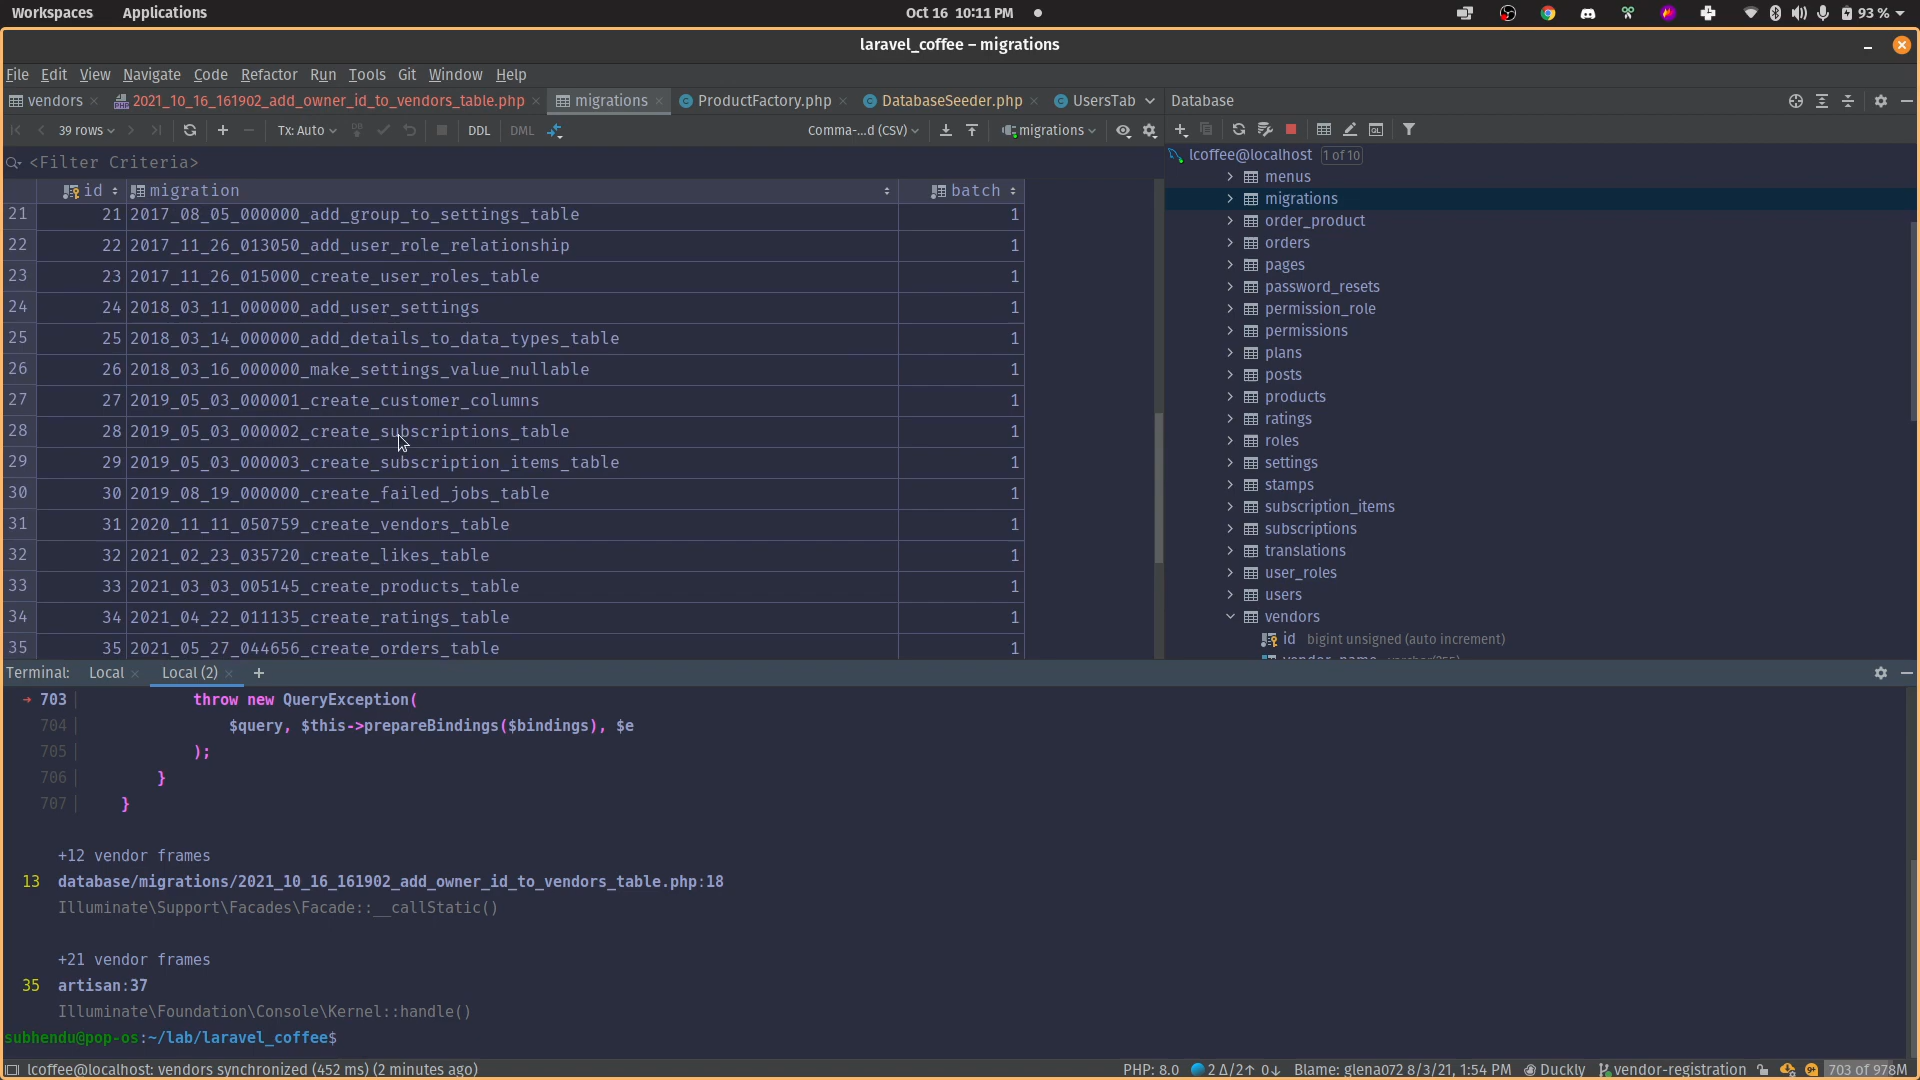 Workspaces Applications Oct 16 10:11 PM 93 %
laravel_coffee – migrations
File Edit View Navigate Code Refactor Run Tools Git Window Help
vendors 2021_10_16_161902_add_owner_id_to_vendors_table.php migrations ProductFactory.php DatabaseSeeder.php UsersTab Database
39 rows Tx: Auto DDL DML Comma-...d (CSV) migrations
<Filter Criteria>
id migration batch
21 21 2017_08_05_000000_add_group_to_settings_table 1
22 22 2017_11_26_013050_add_user_role_relationship 1
23 23 2017_11_26_015000_create_user_roles_table 1
24 24 2018_03_11_000000_add_user_settings 1
25 25 2018_03_14_000000_add_details_to_data_types_table 1
26 26 2018_03_16_000000_make_settings_value_nullable 1
27 27 2019_05_03_000001_create_customer_columns 1
28 28 2019_05_03_000002_create_subscriptions_table 1
29 29 2019_05_03_000003_create_subscription_items_table 1
30 30 2019_08_19_000000_create_failed_jobs_table 1
31 31 2020_11_11_050759_create_vendors_table 1
32 32 2021_02_23_035720_create_likes_table 1
33 33 2021_03_03_005145_create_products_table 1
34 34 2021_04_22_011135_create_ratings_table 1
35 35 2021_05_27_044656_create_orders_table 1
lcoffee@localhost 1 of 10
menus
migrations
order_product
orders
pages
password_resets
permission_role
permissions
plans
posts
products
ratings
roles
settings
stamps
subscription_items
subscriptions
translations
user_roles
users
vendors
id bigint unsigned (auto increment)
Terminal: Local Local (2) +
➜ 703 throw new QueryException(
704 $query, $this->prepareBindings($bindings), $e
705 );
706 }
707 }
+12 vendor frames
13 database/migrations/2021_10_16_161902_add_owner_id_to_vendors_table.php:18
Illuminate\Support\Facades\Facade::__callStatic()
+21 vendor frames
35 artisan:37
Illuminate\Foundation\Console\Kernel::handle()
subhendu@pop-os:~/lab/laravel_coffee$
lcoffee@localhost: vendors synchronized (452 ms) (2 minutes ago) PHP: 8.0 2 Δ/2↑ 0↓ Blame: glena072 8/3/21, 1:54 PM Duckly vendor-registration 9+ 703 of 978M